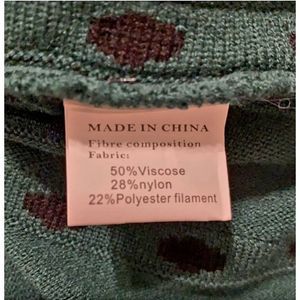 MADE IN CHINA
Fibre composition
Fabric:
50%Viscose
28%nylon
22%Polyester filament